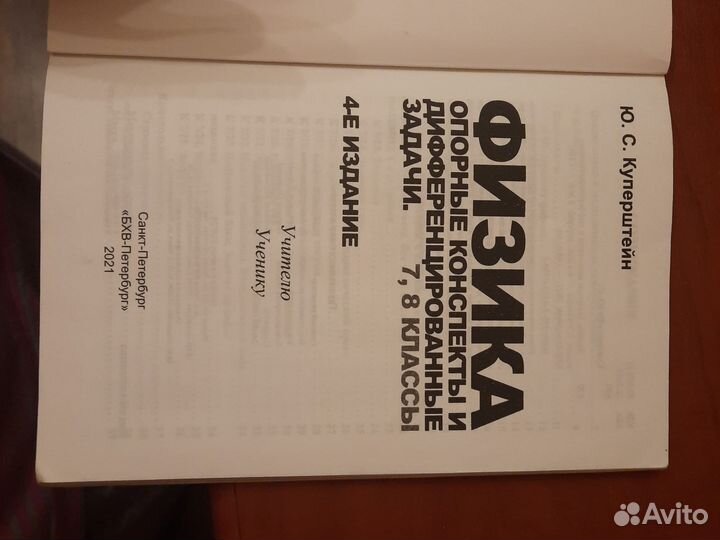 Ю. С. Куперштейн
ФИЗИКА
ОПОРНЫЕ КОНСПЕКТЫ И
ДИФФЕРЕНЦИРОВАННЫЕ
ЗАДАЧИ. 7, 8 КЛАССЫ
4-Е ИЗДАНИЕ
Учителю
Ученику
Санкт-Петербург
«БХВ-Петербург»
2021
Avito